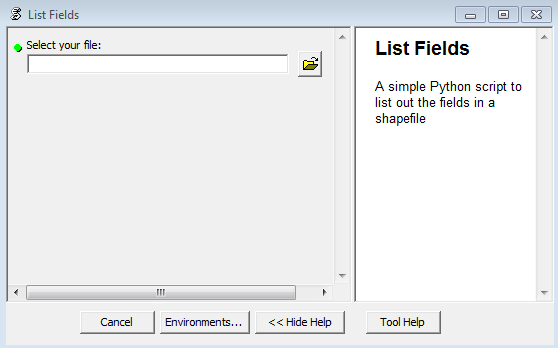 List Fields
Select your file:
List Fields
A simple Python script to
list out the fields in a
shapefile
Cancel
Environments...
<< Hide Help
Tool Help